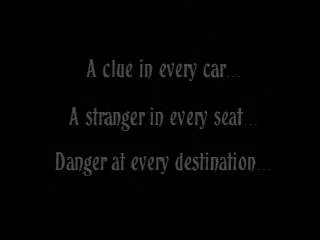 A clue in every car...
A stranger in every seat...
Danger at every destination...